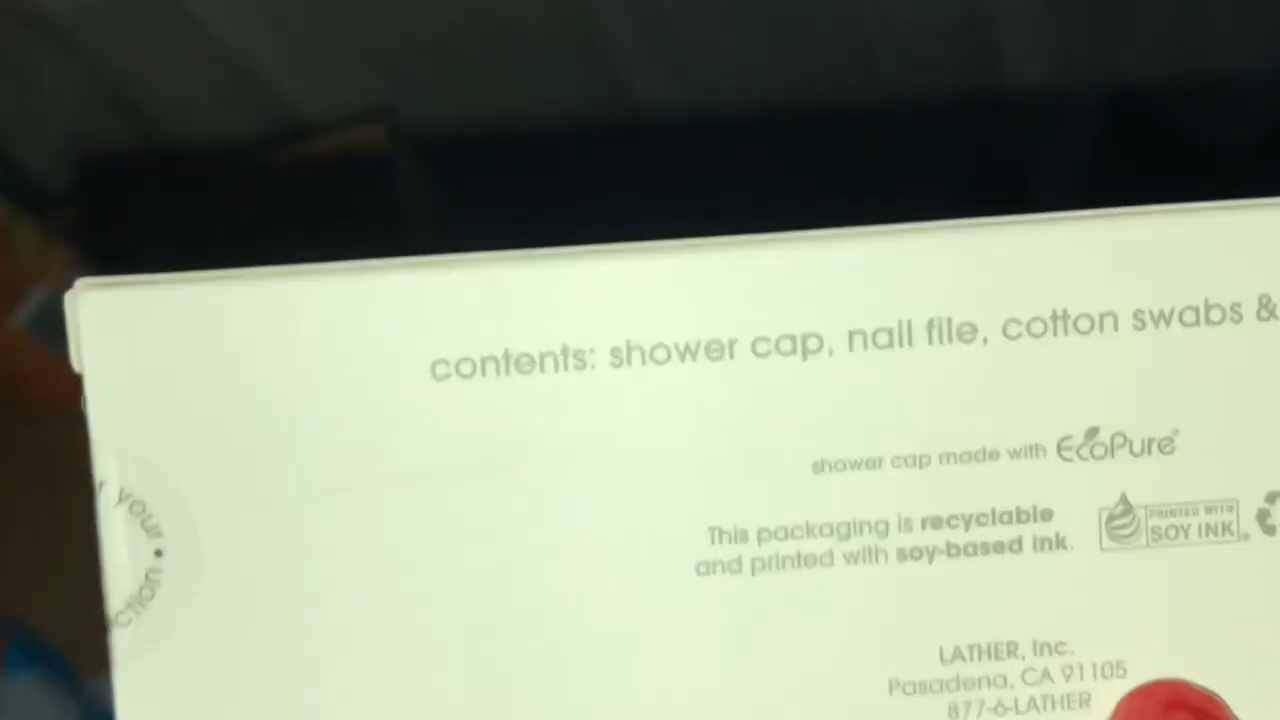 contents: shower cap, nail file, cotton swabs &
shower cap made with EcoPure®
This packaging is recyclable
and printed with soy-based ink.
PRINTED WITH
SOY INK
LATHER, Inc.
Pasadena, CA 91105
877-6-LATHER
your •